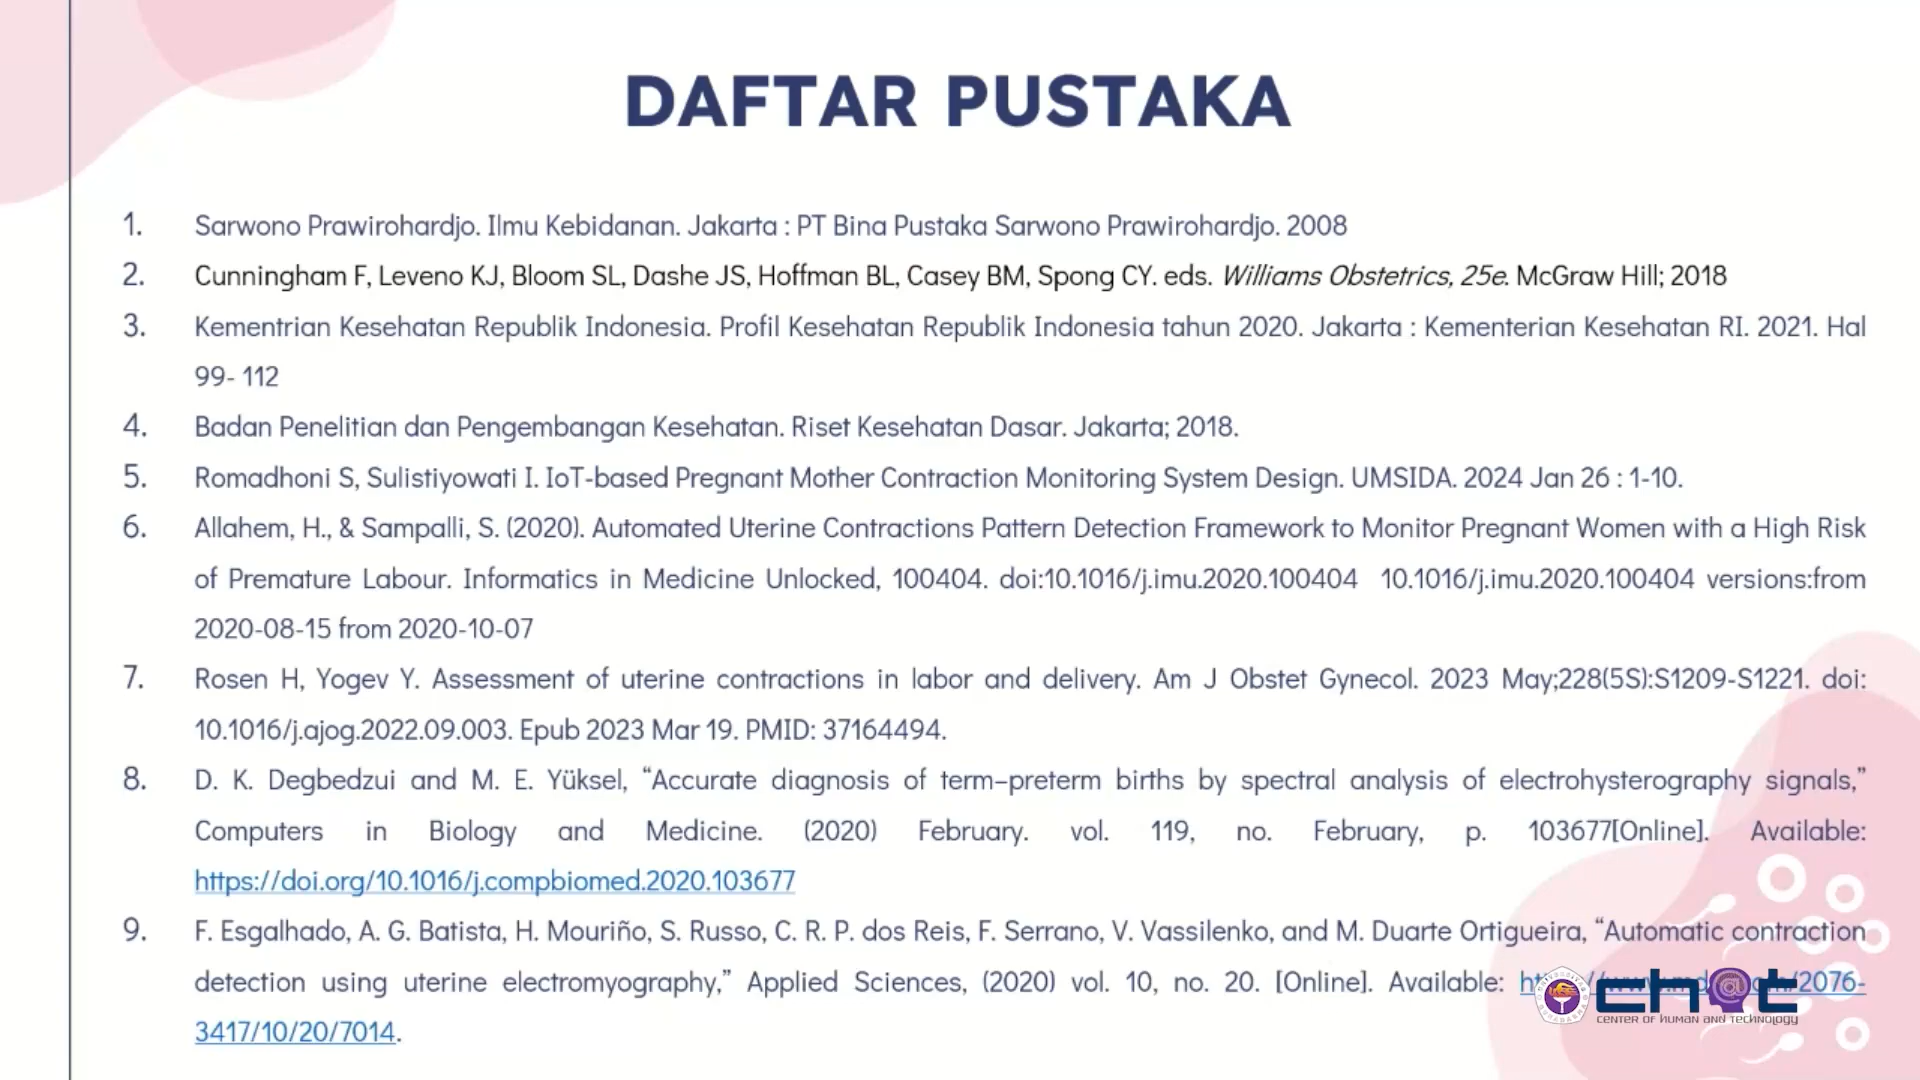 DAFTAR PUSTAKA
1. Sarwono Prawirohardjo. Ilmu Kebidanan. Jakarta : PT Bina Pustaka Sarwono Prawirohardjo. 2008
2. Cunningham F, Leveno KJ, Bloom SL, Dashe JS, Hoffman BL, Casey BM, Spong CY. eds. Williams Obstetrics, 25e. McGraw Hill; 2018
3. Kementrian Kesehatan Republik Indonesia. Profil Kesehatan Republik Indonesia tahun 2020. Jakarta : Kementerian Kesehatan RI. 2021. Hal
99- 112
4. Badan Penelitian dan Pengembangan Kesehatan. Riset Kesehatan Dasar. Jakarta; 2018.
5. Romadhoni S, Sulistiyowati I. IoT-based Pregnant Mother Contraction Monitoring System Design. UMSIDA. 2024 Jan 26 : 1-10.
6. Allahem, H., & Sampalli, S. (2020). Automated Uterine Contractions Pattern Detection Framework to Monitor Pregnant Women with a High Risk
of Premature Labour. Informatics in Medicine Unlocked, 100404. doi:10.1016/j.imu.2020.100404 10.1016/j.imu.2020.100404 versions:from
2020-08-15 from 2020-10-07
7. Rosen H, Yogev Y. Assessment of uterine contractions in labor and delivery. Am J Obstet Gynecol. 2023 May;228(5S):S1209-S1221. doi:
10.1016/j.ajog.2022.09.003. Epub 2023 Mar 19. PMID: 37164494.
8. D. K. Degbedzui and M. E. Yüksel, “Accurate diagnosis of term–preterm births by spectral analysis of electrohysterography signals,”
Computers in Biology and Medicine. (2020) February. vol. 119, no. February, p. 103677[Online]. Available:
https://doi.org/10.1016/j.compbiomed.2020.103677
9. F. Esgalhado, A. G. Batista, H. Mouriño, S. Russo, C. R. P. dos Reis, F. Serrano, V. Vassilenko, and M. Duarte Ortigueira, “Automatic contraction
detection using uterine electromyography,” Applied Sciences, (2020) vol. 10, no. 20. [Online]. Available: /2076-
3417/10/20/7014.
chat
CENTER OF HUMAN AND TECHNOLOGY